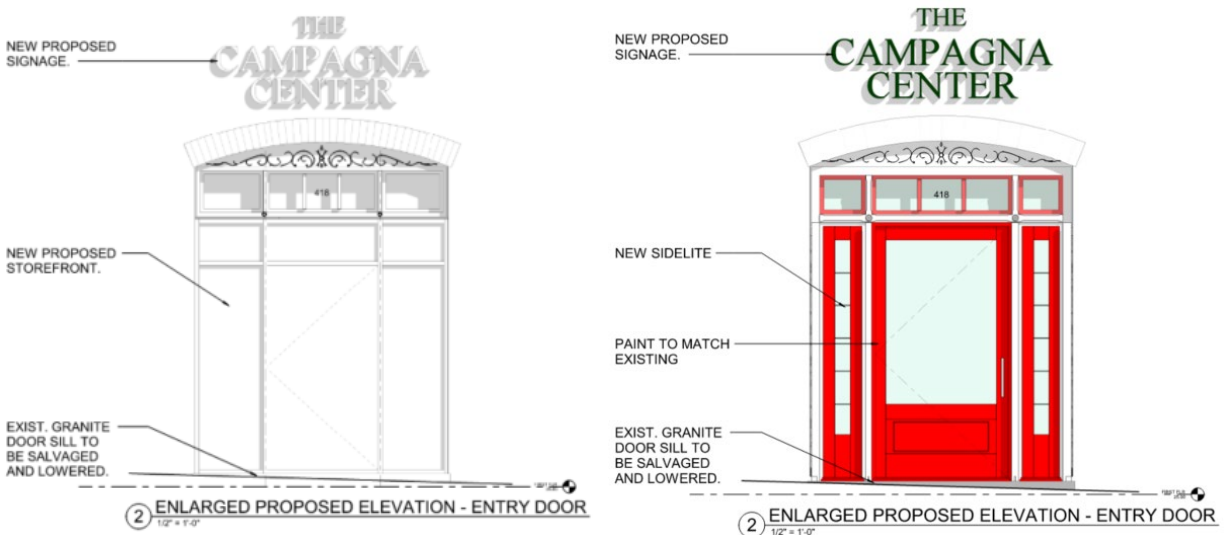 NEW PROPOSED
SIGNAGE.
THE
CAMPAGNA
CENTER
418
NEW PROPOSED
STOREFRONT.
EXIST. GRANITE
DOOR SILL TO
BE SALVAGED
AND LOWERED.
2 ENLARGED PROPOSED ELEVATION - ENTRY DOOR
1/2" = 1'-0"
NEW PROPOSED
SIGNAGE.
THE
CAMPAGNA
CENTER
418
NEW SIDELITE
PAINT TO MATCH
EXISTING
EXIST. GRANITE
DOOR SILL TO
BE SALVAGED
AND LOWERED.
2 ENLARGED PROPOSED ELEVATION - ENTRY DOOR
1/2" = 1'-0"